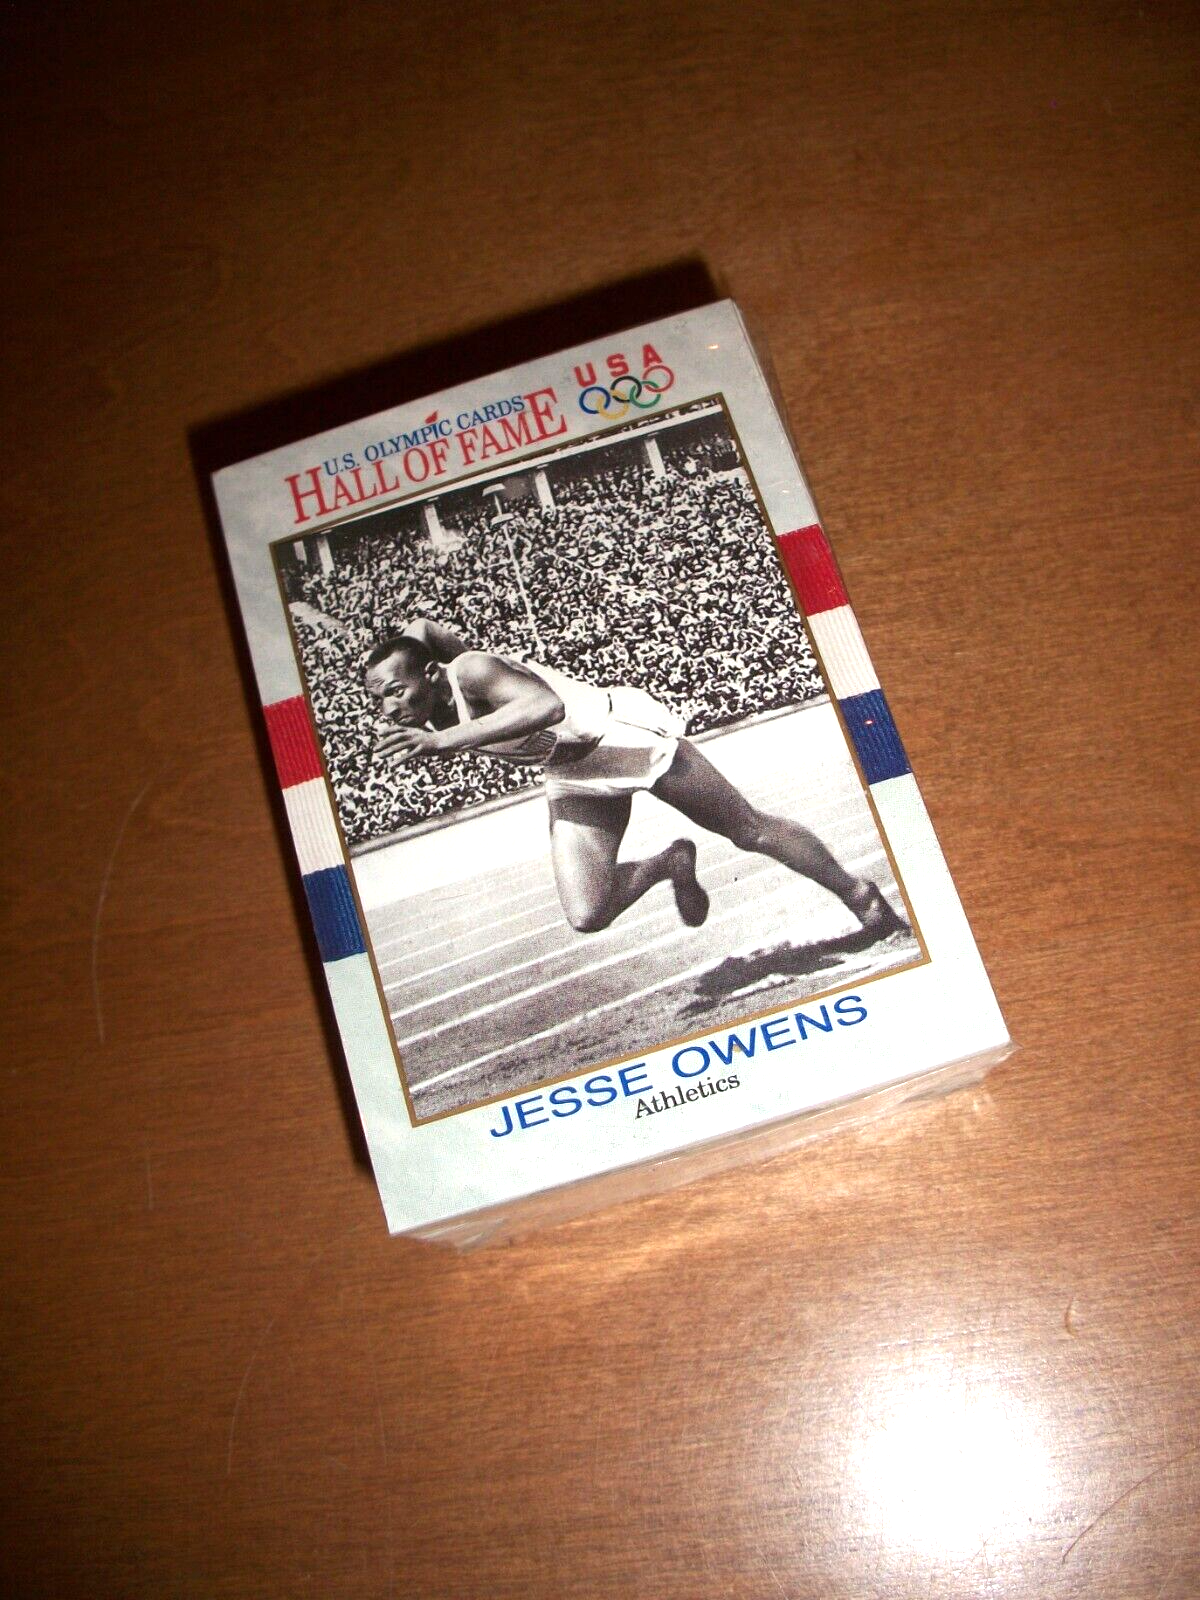 USA
U.S. OLYMPIC CARDS
HALL OF FAME
JESSE OWENS
Athletics